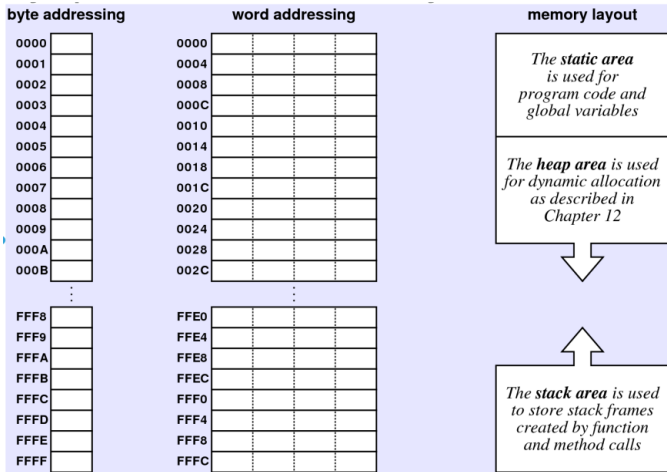 byte addressing
0000
0001
0002
0003
0004
0005
0006
0007
0008
0009
000A
000B
FFF8
FFF9
FFFA
FFFB
FFFC
FFFD
FFFE
FFFF
word addressing
0000
0004
0008
000C
0010
0014
0018
001C
0020
0024
0028
002C
FFE0
FFE4
FFE8
FFEC
FFF0
FFF4
FFF8
FFFC
memory layout
The static area
is used for
program code and
global variables
The heap area is used
for dynamic allocation
as described in
Chapter 12
The stack area is used
to store stack frames
created by function
and method calls